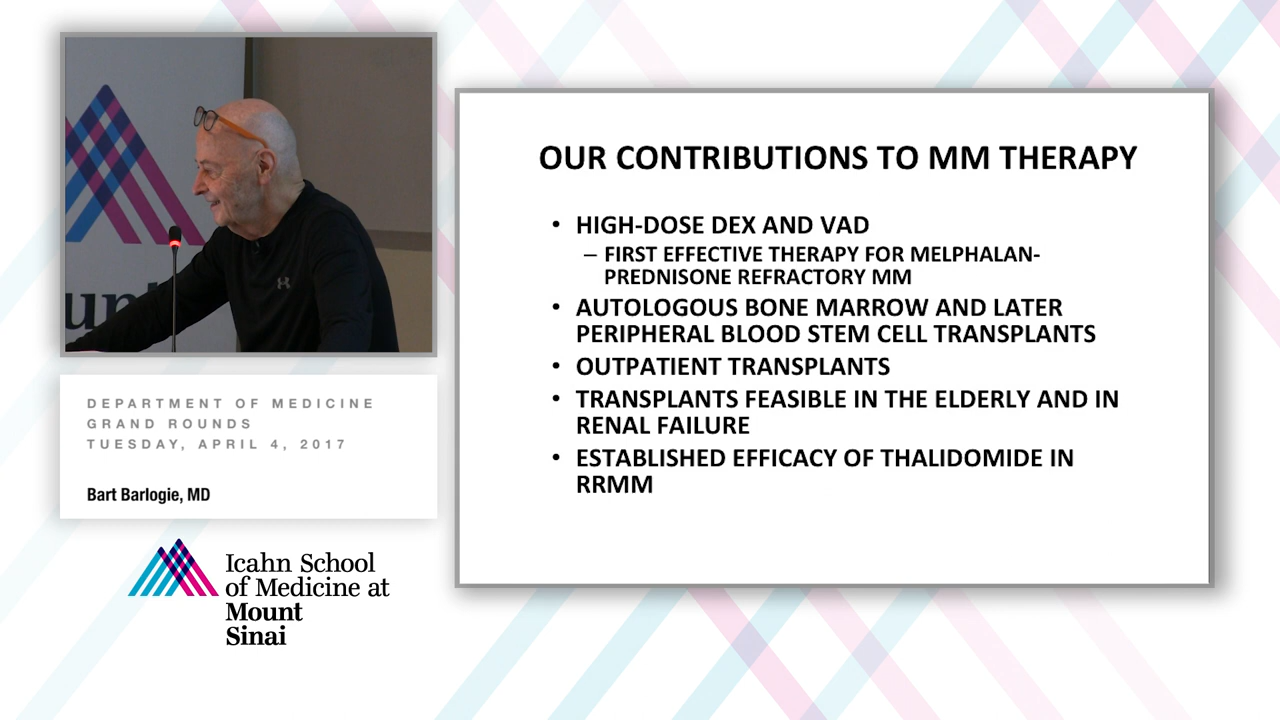 DEPARTMENT OF MEDICINE
GRAND ROUNDS
TUESDAY, APRIL 4, 2017
Bart Barlogie, MD
Icahn School
of Medicine at
Mount
Sinai
OUR CONTRIBUTIONS TO MM THERAPY
• HIGH-DOSE DEX AND VAD
– FIRST EFFECTIVE THERAPY FOR MELPHALAN-
PREDNISONE REFRACTORY MM
• AUTOLOGOUS BONE MARROW AND LATER
PERIPHERAL BLOOD STEM CELL TRANSPLANTS
• OUTPATIENT TRANSPLANTS
• TRANSPLANTS FEASIBLE IN THE ELDERLY AND IN
RENAL FAILURE
• ESTABLISHED EFFICACY OF THALIDOMIDE IN
RRMM